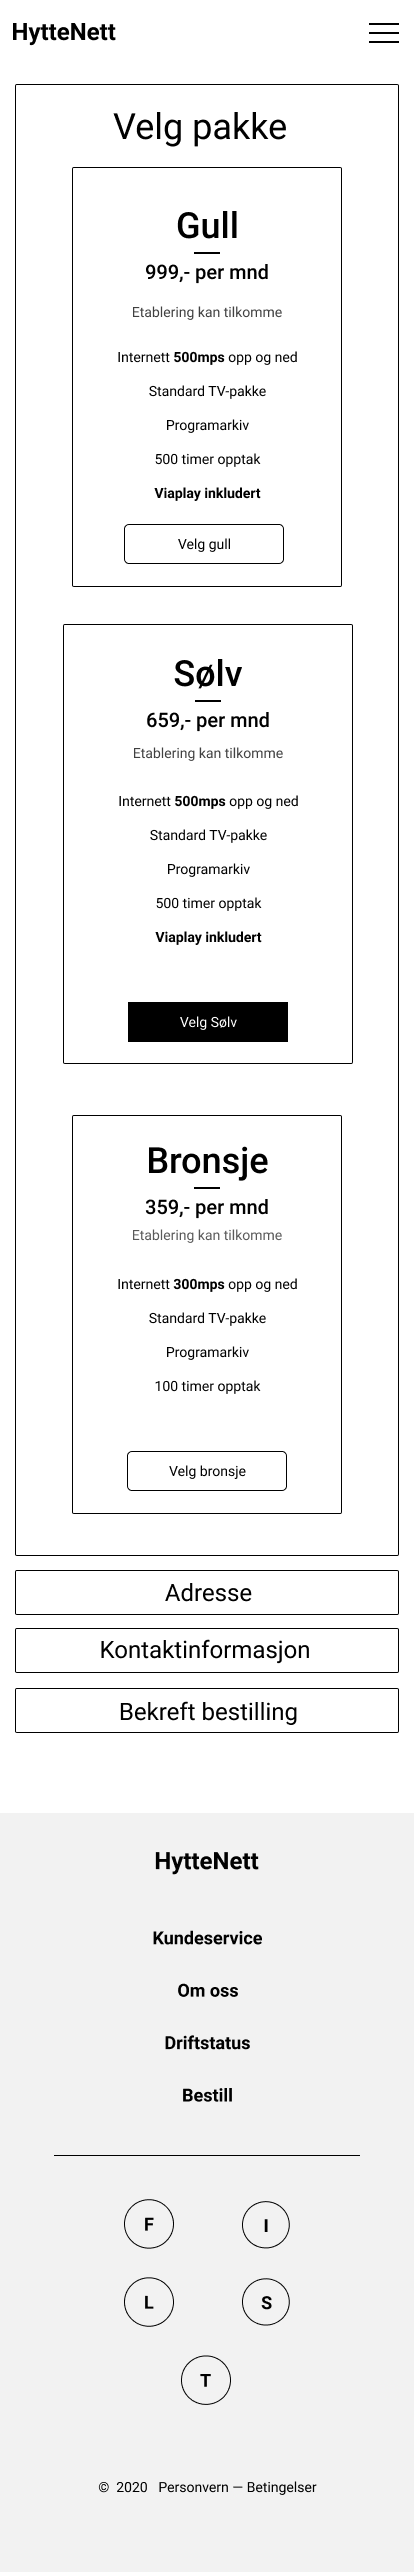 HytteNett
Velg pakke
Gull
999,- per mnd
Etablering kan tilkomme
Internett 500mps opp og ned
Standard TV-pakke
Programarkiv
500 timer opptak
Viaplay inkludert
Velg gull
Sølv
659,- per mnd
Etablering kan tilkomme
Internett 500mps opp og ned
Standard TV-pakke
Programarkiv
500 timer opptak
Viaplay inkludert
Velg Sølv
Bronsje
359,- per mnd
Etablering kan tilkomme
Internett 300mps opp og ned
Standard TV-pakke
Programarkiv
100 timer opptak
Velg bronsje
Adresse
Kontaktinformasjon
Bekreft bestilling
HytteNett
Kundeservice
Om oss
Driftstatus
Bestill
F I
L S
T
© 2020 Personvern — Betingelser